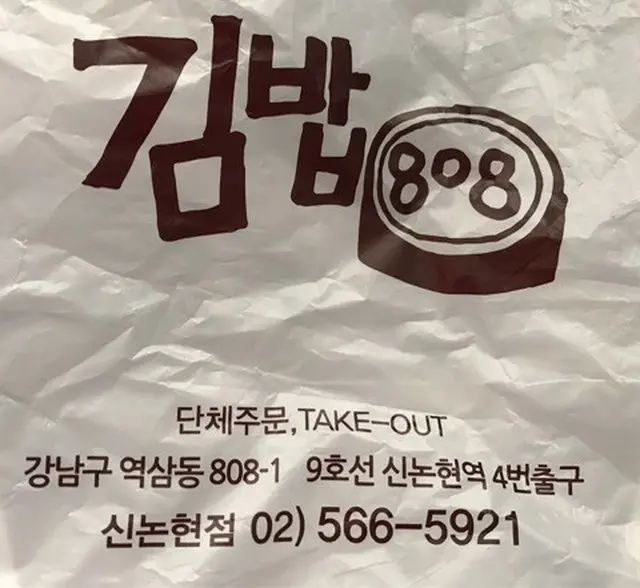 김밥 808
단체주문,TAKE-OUT
강남구 역삼동 808-1 9호선 신논현역 4번출구
신논현점 02) 566-5921